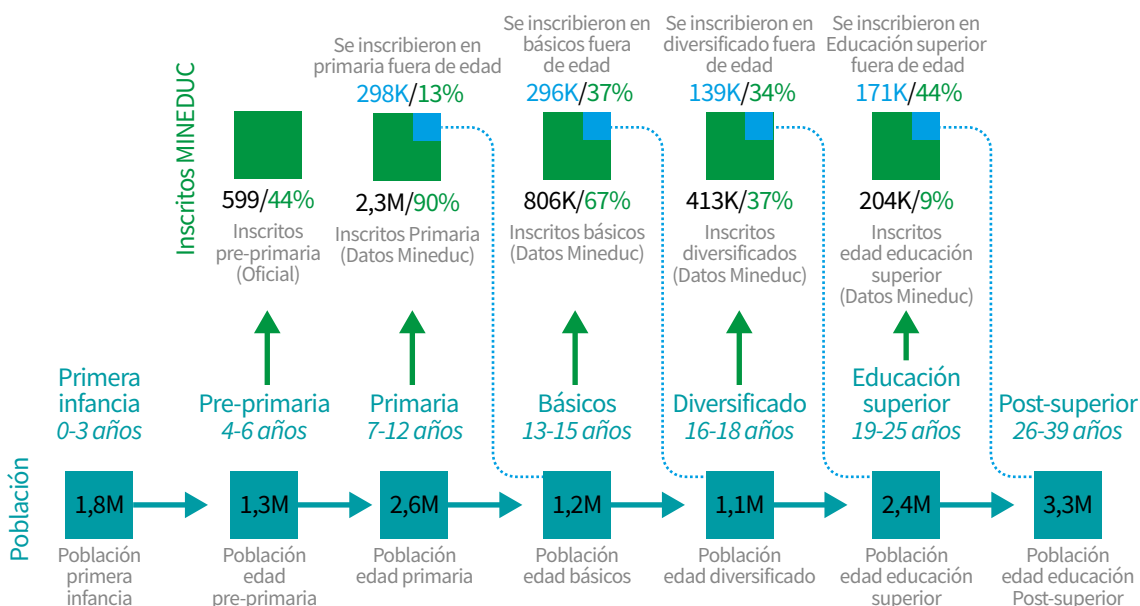 Inscritos MINEDUC
Se inscribieron en
primaria fuera de edad
298K/13%
Se inscribieron en
básicos fuera
de edad
296K/37%
Se inscribieron en
diversificado fuera
de edad
139K/34%
Se inscribieron en
Educación superior
fuera de edad
171K/44%
599/44%
Inscritos
pre-primaria
(Oficial)
2,3M/90%
Inscritos Primaria
(Datos Mineduc)
806K/67%
Inscritos básicos
(Datos Mineduc)
413K/37%
Inscritos
diversificados
(Datos Mineduc)
204K/9%
Inscritos
edad educación
superior
(Datos Mineduc)
Primera
infancia
0-3 años
Pre-primaria
4-6 años
Primaria
7-12 años
Básicos
13-15 años
Diversificado
16-18 años
Educación
superior
19-25 años
Post-superior
26-39 años
Población
1,8M
Población
primera
infancia
1,3M
Población
edad
pre-primaria
2,6M
Población
edad primaria
1,2M
Población
edad básicos
1,1M
Población
edad diversificado
2,4M
Población
edad educación
superior
3,3M
Población
edad educación
Post-superior